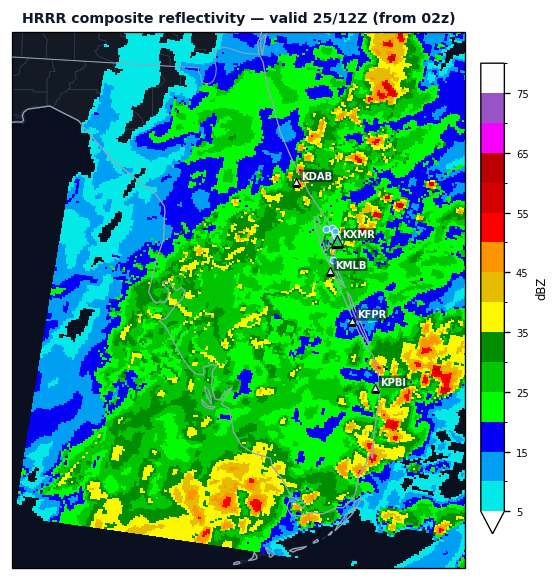 HRRR composite reflectivity — valid 25/12Z (from 02z)
KDAB
KXMR
KMLB
KFPR
KPBI
75
65
55
45
35
25
15
5
dBZ